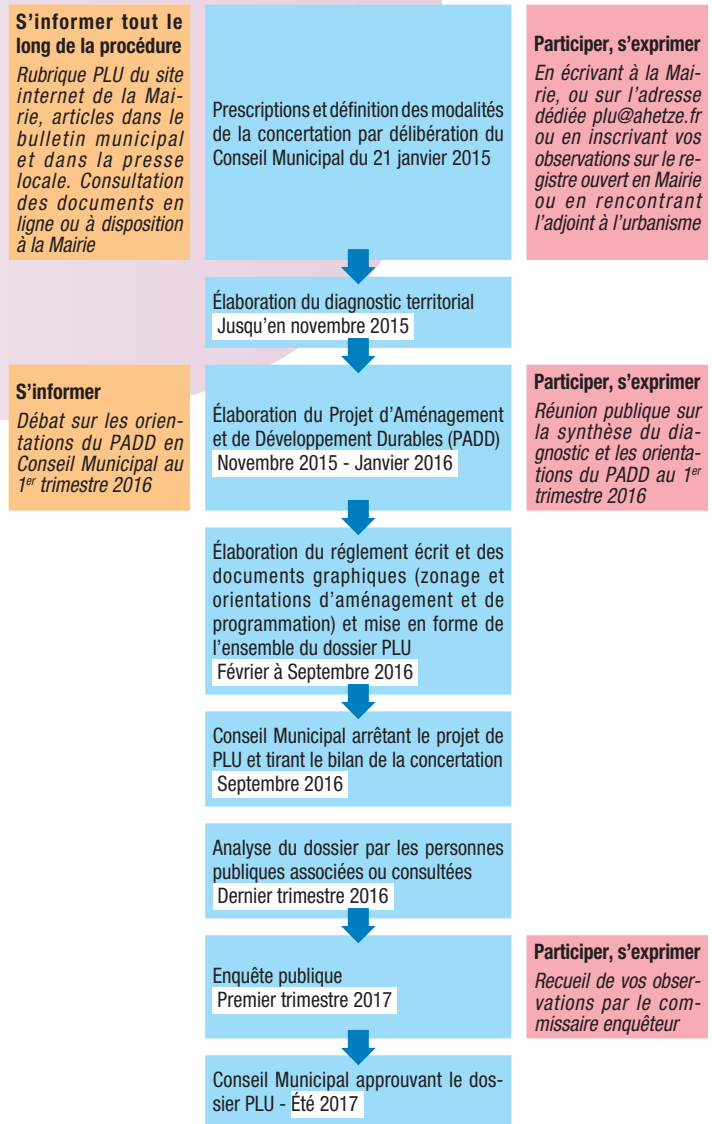 S’informer tout le
long de la procédure
Rubrique PLU du site
internet de la Mai-
rie, articles dans le
bulletin municipal
et dans la presse
locale. Consultation
des documents en
ligne ou à disposition
à la Mairie
Prescriptions et définition des modalités
de la concertation par délibération du
Conseil Municipal du 21 janvier 2015
Participer, s’exprimer
En écrivant à la Mai-
rie, ou sur l’adresse
dédiée plu@ahetze.fr
ou en inscrivant vos
observations sur le re-
gistre ouvert en Mairie
ou en rencontrant
l’adjoint à l’urbanisme
Élaboration du diagnostic territorial
Jusqu’en novembre 2015
S’informer
Débat sur les orien-
tations du PADD en
Conseil Municipal au
1er trimestre 2016
Élaboration du Projet d’Aménagement
et de Développement Durables (PADD)
Novembre 2015 - Janvier 2016
Participer, s’exprimer
Réunion publique sur
la synthèse du dia-
gnostic et les orienta-
tions du PADD au 1er
trimestre 2016
Élaboration du réglement écrit et des
documents graphiques (zonage et
orientations d’aménagement et de
programmation) et mise en forme de
l’ensemble du dossier PLU
Février à Septembre 2016
Conseil Municipal arrêtant le projet de
PLU et tirant le bilan de la concertation
Septembre 2016
Analyse du dossier par les personnes
publiques associées ou consultées
Dernier trimestre 2016
Enquête publique
Premier trimestre 2017
Participer, s’exprimer
Recueil de vos obser-
vations par le com-
missaire enquêteur
Conseil Municipal approuvant le dos-
sier PLU - Été 2017